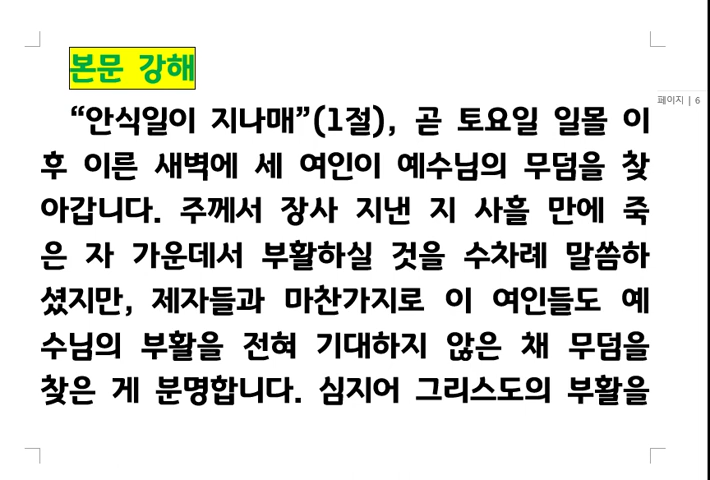 본문 강해
페이지 | 6
“안식일이 지나매”(1절), 곧 토요일 일몰 이
후 이른 새벽에 세 여인이 예수님의 무덤을 찾
아갑니다. 주께서 장사 지낸 지 사흘 만에 죽
은 자 가운데서 부활하실 것을 수차례 말씀하
셨지만, 제자들과 마찬가지로 이 여인들도 예
수님의 부활을 전혀 기대하지 않은 채 무덤을
찾은 게 분명합니다. 심지어 그리스도의 부활을